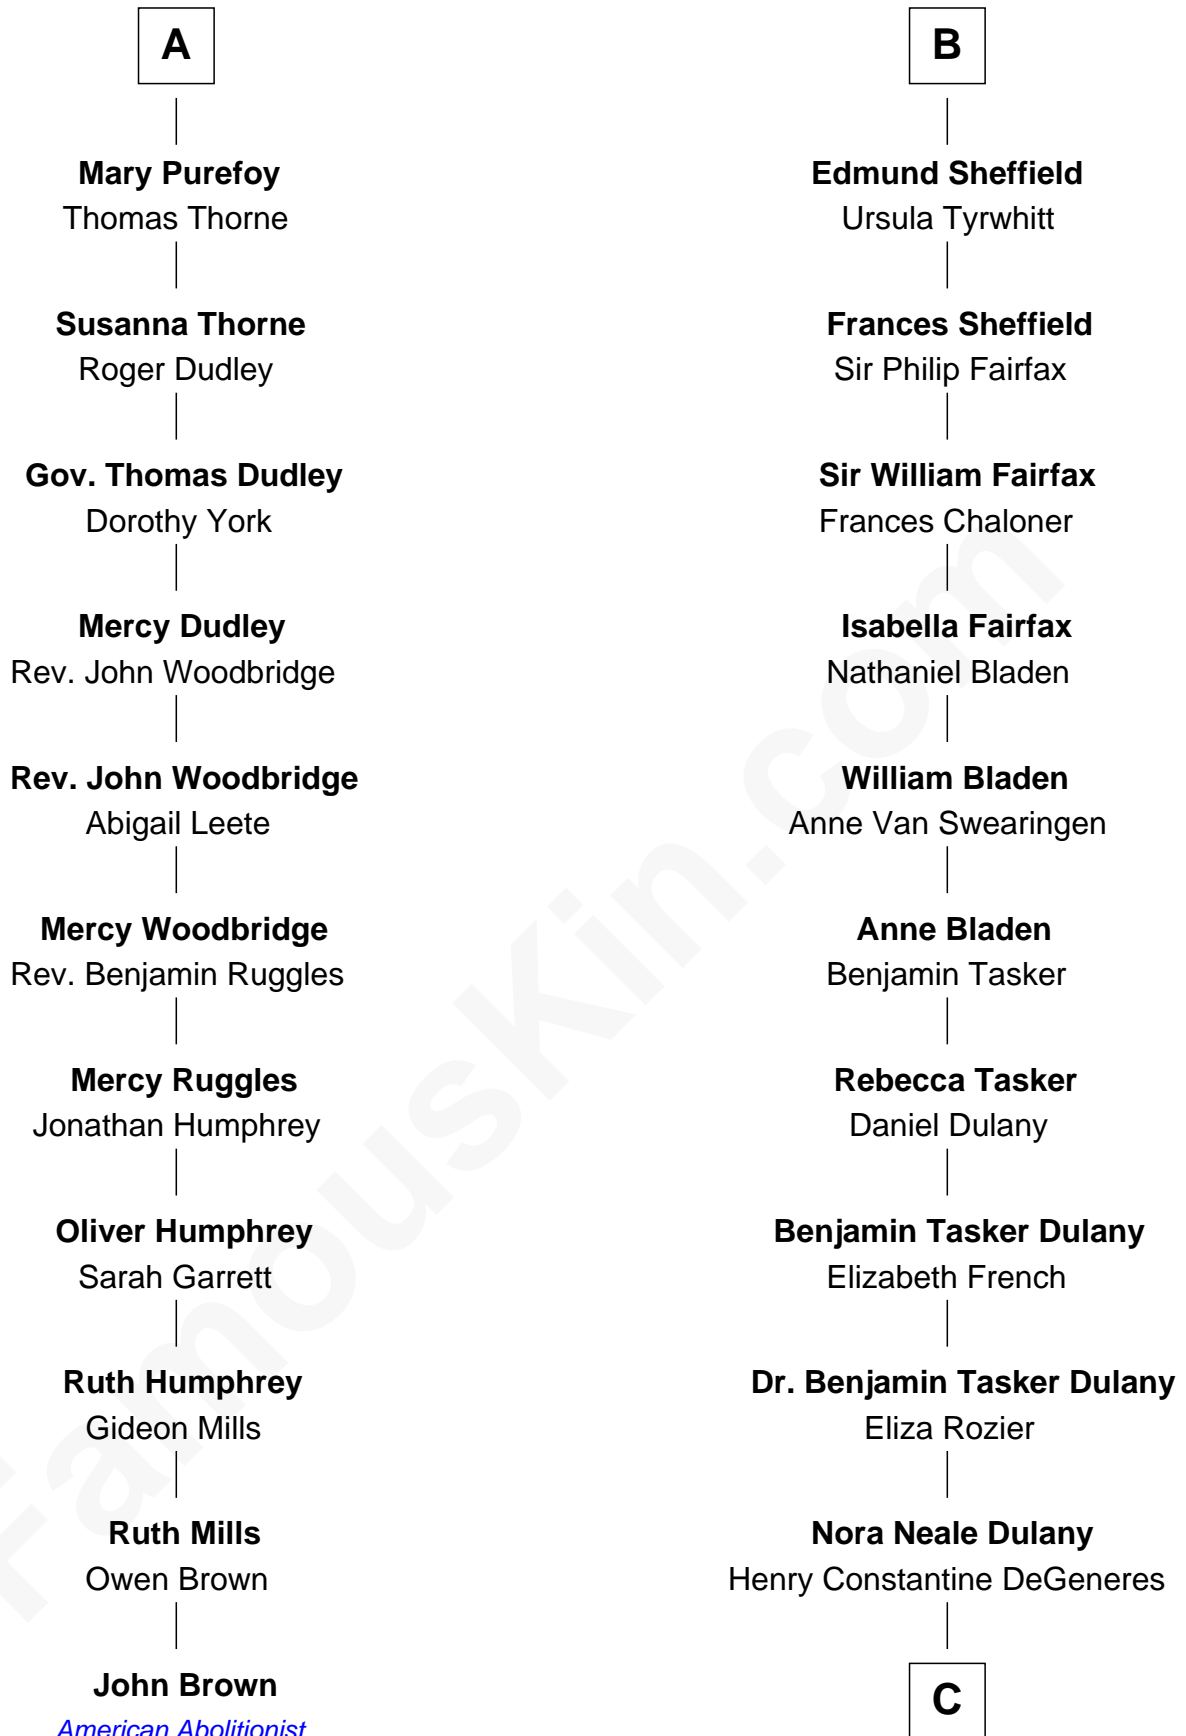 A
Mary Purefoy
Thomas Thorne
Susanna Thorne
Roger Dudley
Gov. Thomas Dudley
Dorothy York
Mercy Dudley
Rev. John Woodbridge
Rev. John Woodbridge
Abigail Leete
Mercy Woodbridge
Rev. Benjamin Ruggles
Mercy Ruggles
Jonathan Humphrey
Oliver Humphrey
Sarah Garrett
Ruth Humphrey
Gideon Mills
Ruth Mills
Owen Brown
John Brown
American Abolitionist
B
Edmund Sheffield
Ursula Tyrwhitt
Frances Sheffield
Sir Philip Fairfax
Sir William Fairfax
Frances Chaloner
Isabella Fairfax
Nathaniel Bladen
William Bladen
Anne Van Swearingen
Anne Bladen
Benjamin Tasker
Rebecca Tasker
Daniel Dulany
Benjamin Tasker Dulany
Elizabeth French
Dr. Benjamin Tasker Dulany
Eliza Rozier
Nora Neale Dulany
Henry Constantine DeGeneres
C
FamousKin.com